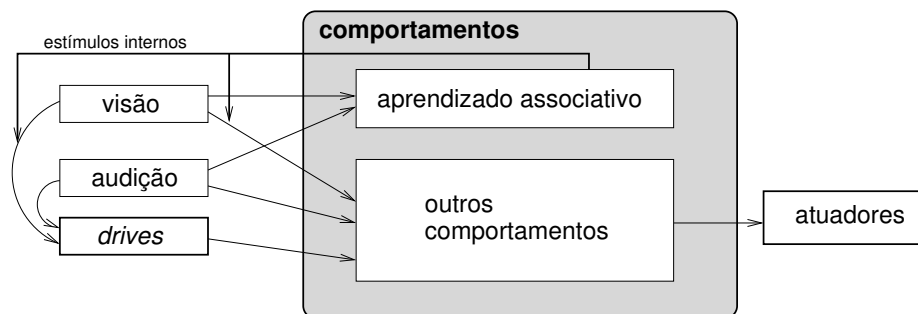 comportamentos
estímulos internos
visão
aprendizado associativo
audição
outros
comportamentos
atuadores
drives